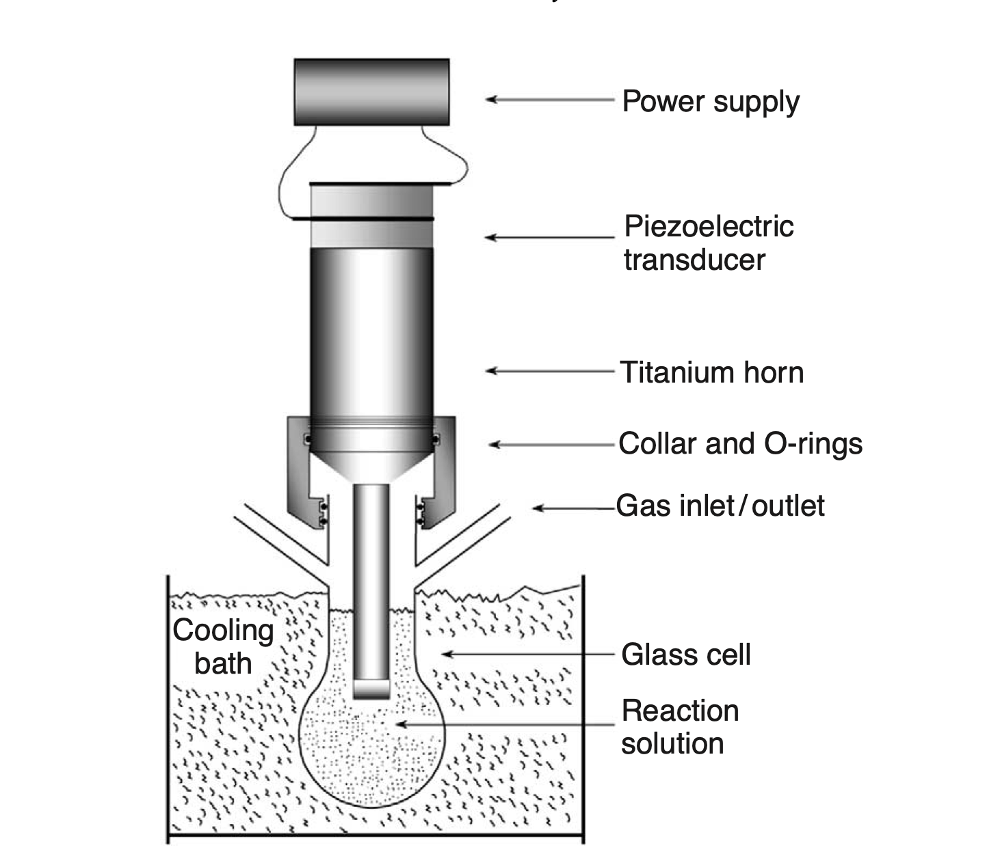 Power supply
Piezoelectric
transducer
Titanium horn
Collar and O-rings
Gas inlet/outlet
Cooling
bath
Glass cell
Reaction
solution